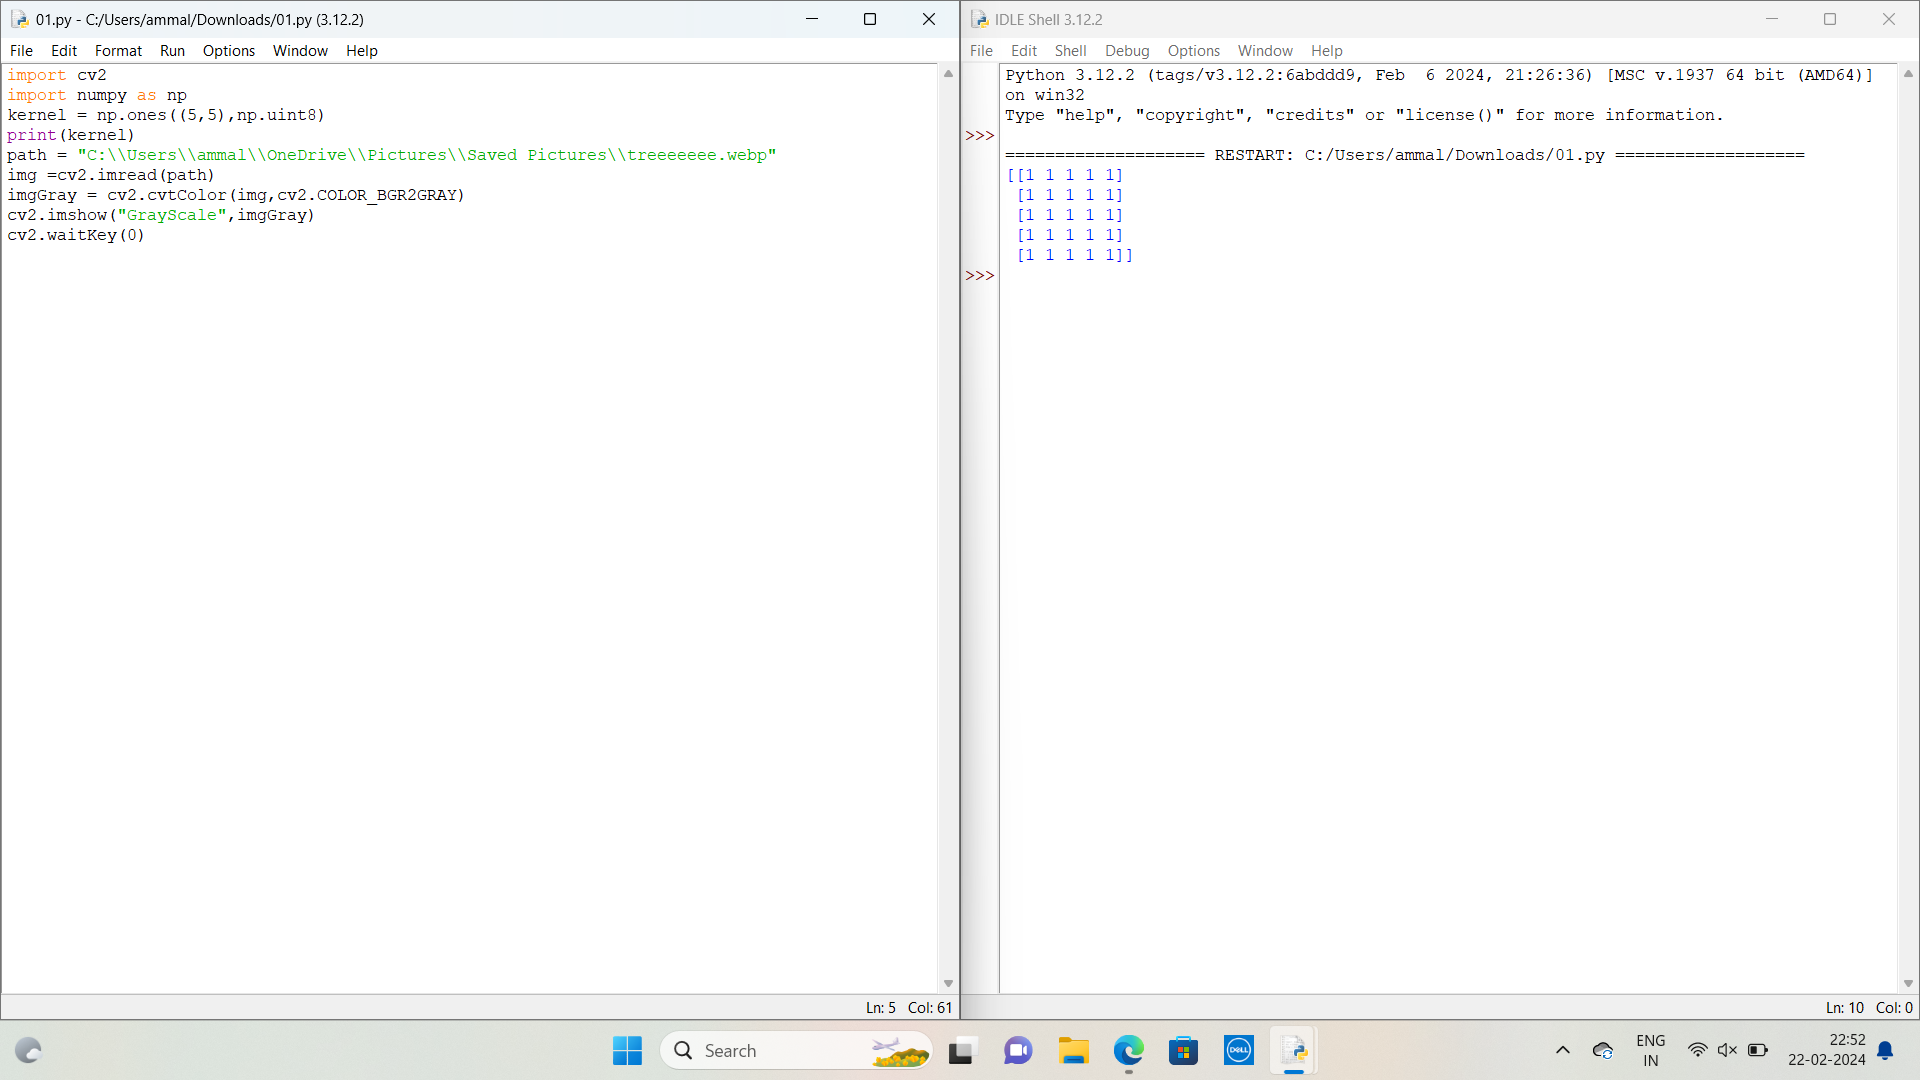 01.py - C:/Users/ammal/Downloads/01.py (3.12.2)
File Edit Format Run Options Window Help
import cv2
import numpy as np
kernel = np.ones((5,5),np.uint8)
print(kernel)
path = "C:\\Users\\ammal\\OneDrive\\Pictures\\Saved Pictures\\treeeeeee.webp"
img =cv2.imread(path)
imgGray = cv2.cvtColor(img,cv2.COLOR_BGR2GRAY)
cv2.imshow("GrayScale",imgGray)
cv2.waitKey(0)
Ln: 5 Col: 61
IDLE Shell 3.12.2
File Edit Shell Debug Options Window Help
Python 3.12.2 (tags/v3.12.2:6abddd9, Feb  6 2024, 21:26:36) [MSC v.1937 64 bit (AMD64)]
on win32
Type "help", "copyright", "credits" or "license()" for more information.
>>>
==================== RESTART: C:/Users/ammal/Downloads/01.py ===================
[[1 1 1 1 1]
 [1 1 1 1 1]
 [1 1 1 1 1]
 [1 1 1 1 1]
 [1 1 1 1 1]]
>>>
Ln: 10 Col: 0
Search
DELL
ENG
IN
22:52
22-02-2024